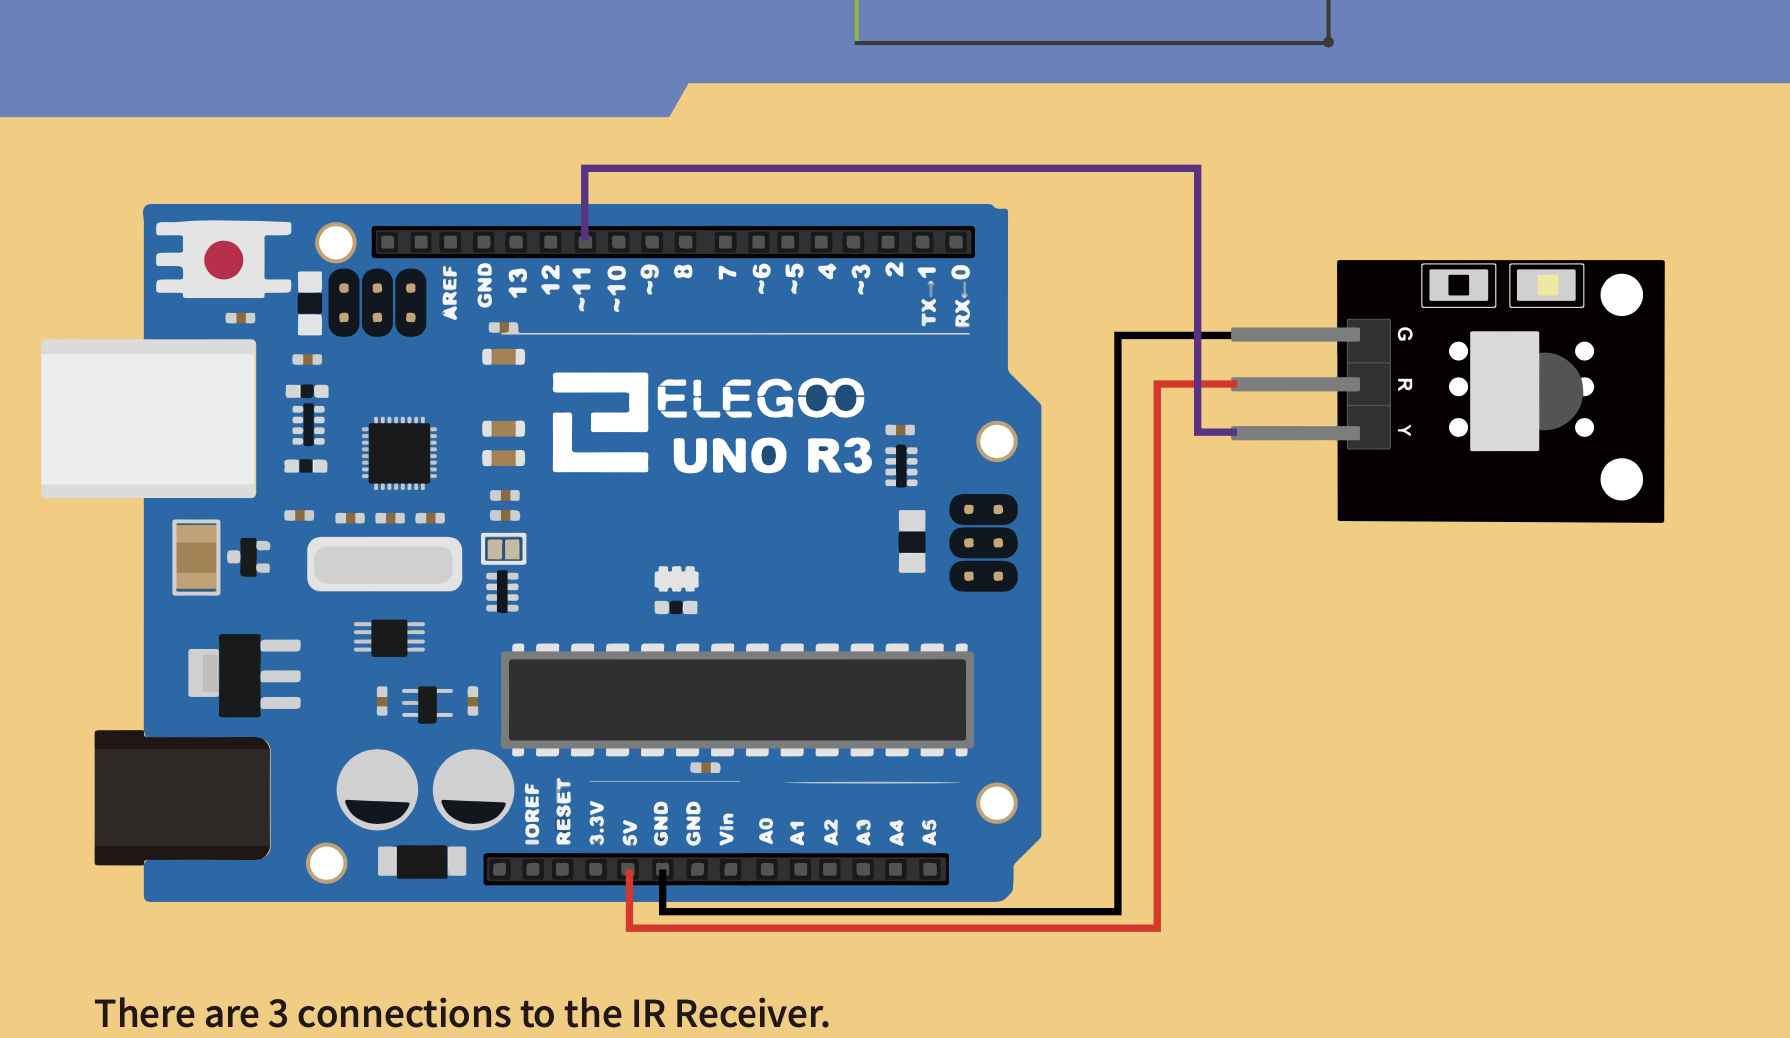 AREF
GND
13
12
~11
~10
~9
8
7
~6
~5
4
~3
2
TX→1
RX←0
ELEGOO
UNO R3
G
R
Y
IOREF
RESET
3.3V
5V
GND
GND
Vin
A0
A1
A2
A3
A4
A5
There are 3 connections to the IR Receiver.